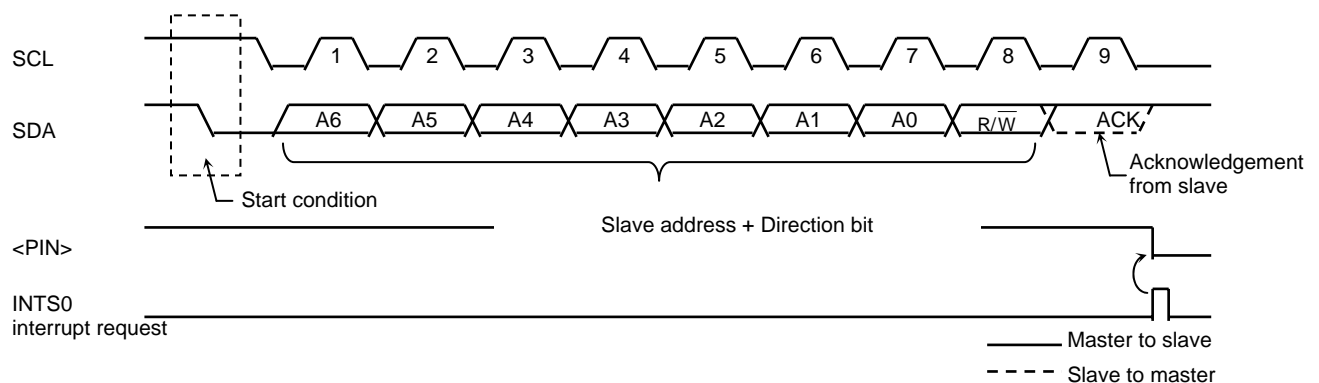 SCL
1 2 3 4 5 6 7 8 9
SDA
A6 A5 A4 A3 A2 A1 A0 R/W̅ ACK
Acknowledgement
from slave
Start condition
Slave address + Direction bit
<PIN>
INTS0
interrupt request
Master to slave
Slave to master